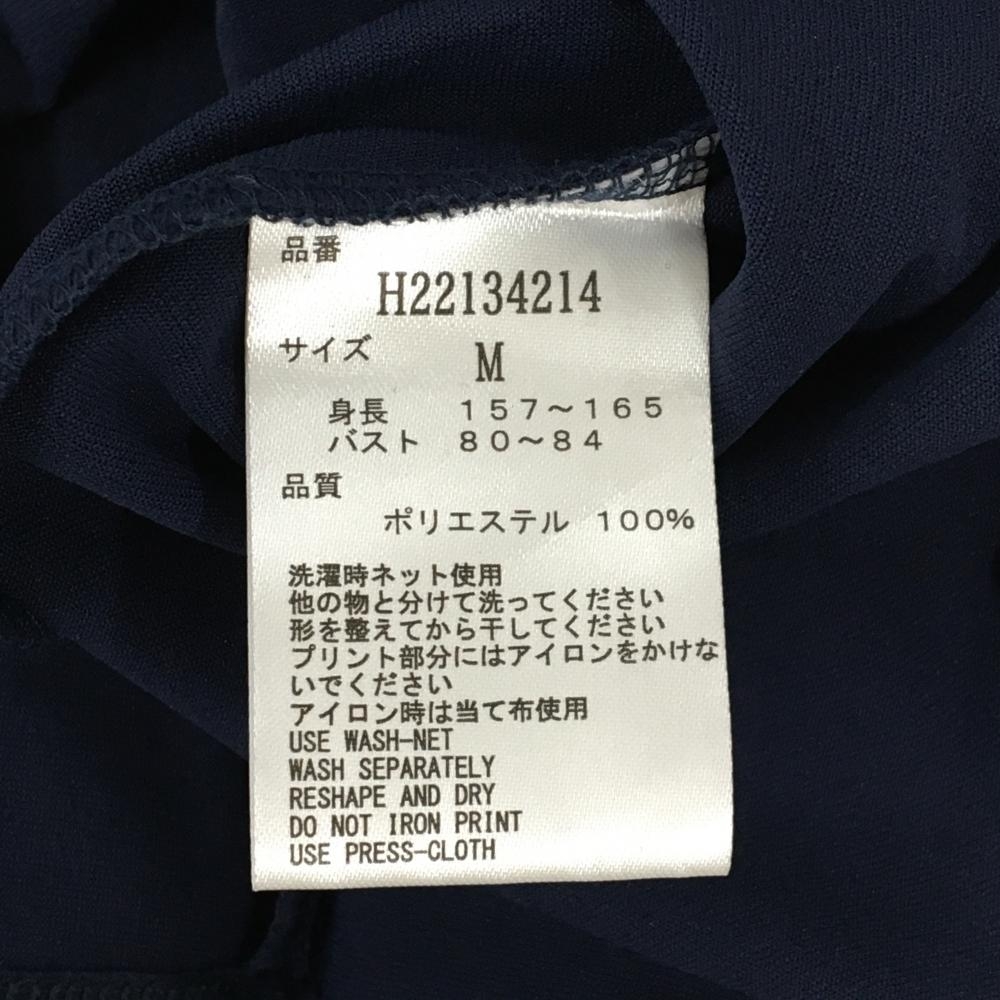 品番
H22134214
サイズ
M
身長 157～165
バスト 80～84
品質
ポリエステル 100%
洗濯時ネット使用
他の物と分けて洗ってください
形を整えてから干してください
プリント部分にはアイロンをかけな
いでください
アイロン時は当て布使用
USE WASH-NET
WASH SEPARATELY
RESHAPE AND DRY
DO NOT IRON PRINT
USE PRESS-CLOTH